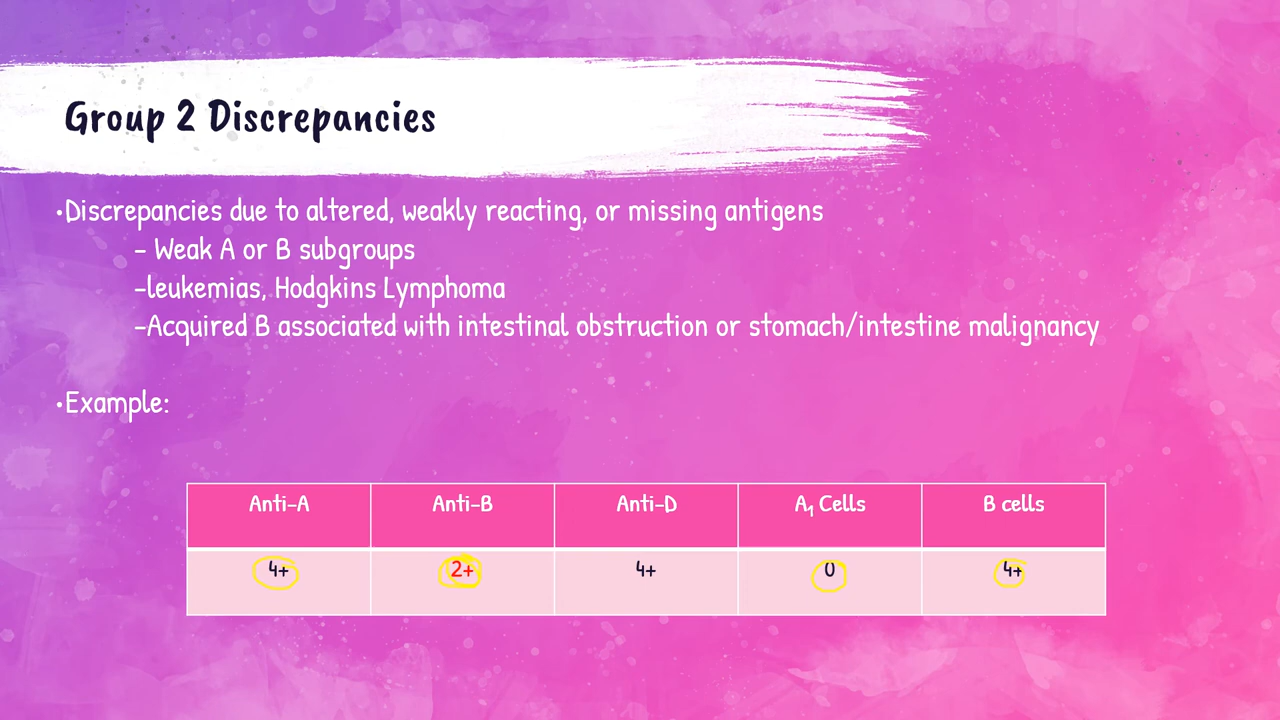 Group 2 Discrepancies
•Discrepancies due to altered, weakly reacting, or missing antigens
- Weak A or B subgroups
-leukemias, Hodgkins Lymphoma
-Acquired B associated with intestinal obstruction or stomach/intestine malignancy
•Example:
Anti-A Anti-B Anti-D A₁ Cells B cells
4+ 2+ 4+ 0 4+